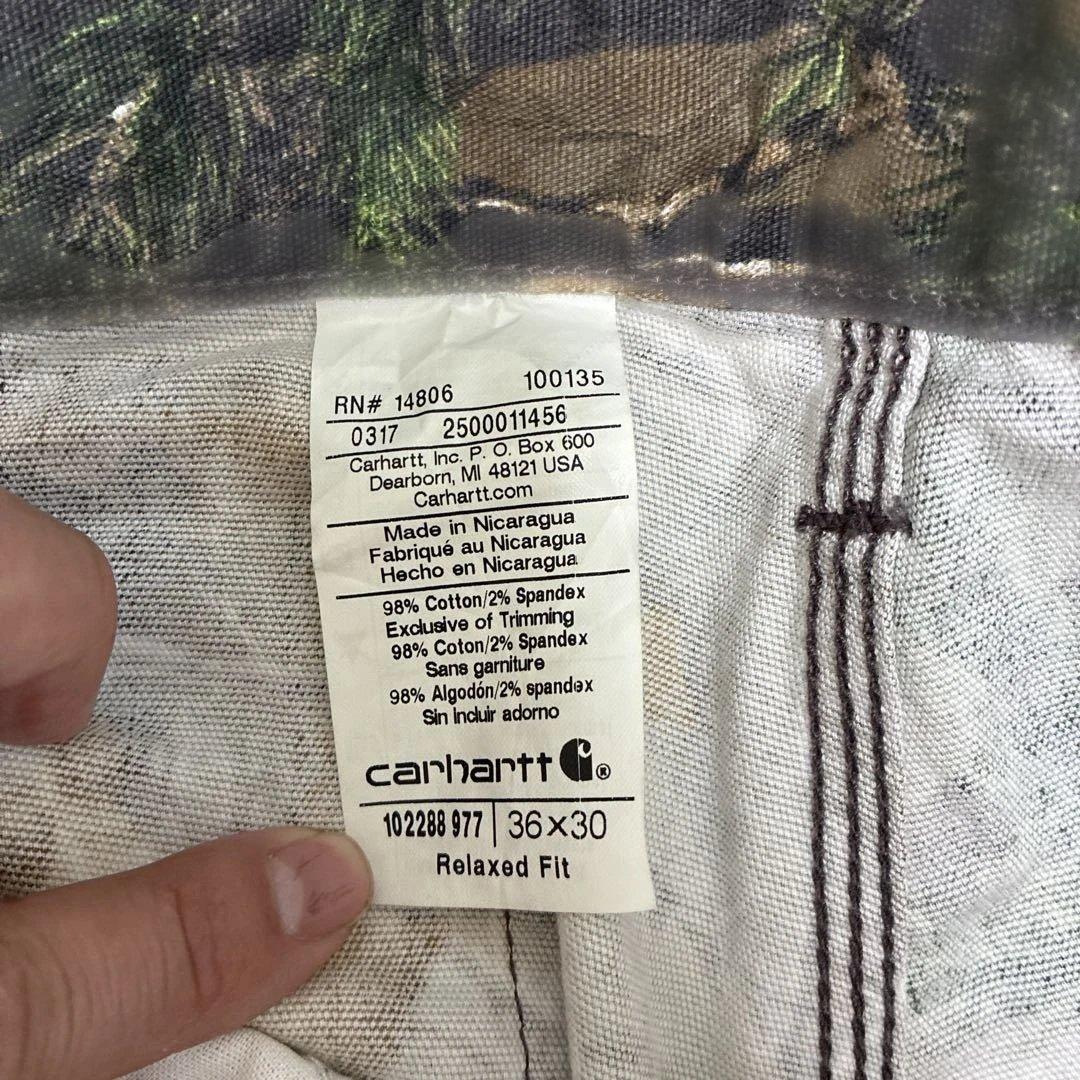 RN# 14806 100135
0317 2500011456
Carhartt, Inc. P. O. Box 600
Dearborn, MI 48121 USA
Carhartt.com
Made in Nicaragua
Fabriqué au Nicaragua
Hecho en Nicaragua
98% Cotton/2% Spandex
Exclusive of Trimming
98% Coton/2% Spandex
Sans garniture
98% Algodón/2% spandex
Sin Incluir adorno
carhartt ®
102288 977 | 36×30
Relaxed Fit